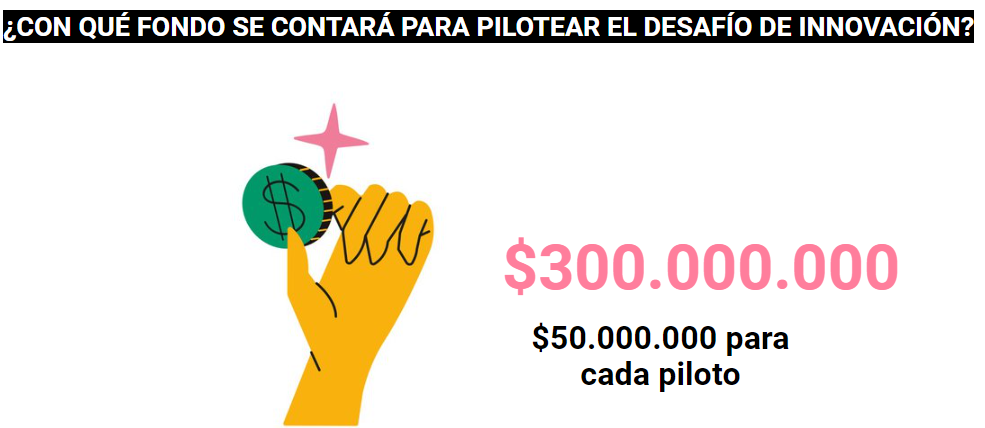 ¿CON QUÉ FONDO SE CONTARÁ PARA PILOTEAR EL DESAFÍO DE INNOVACIÓN?
$
$300.000.000
$50.000.000 para
cada piloto